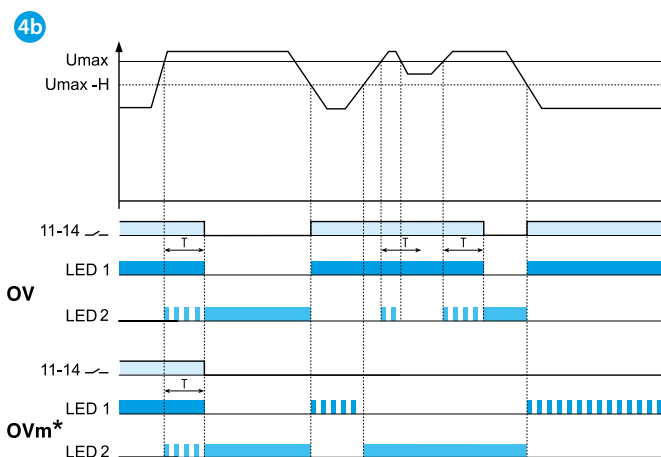 4b
Umax
Umax -H
11-14
T
T
T
LED 1
OV
LED 2
11-14
T
LED 1
OVm*
LED 2